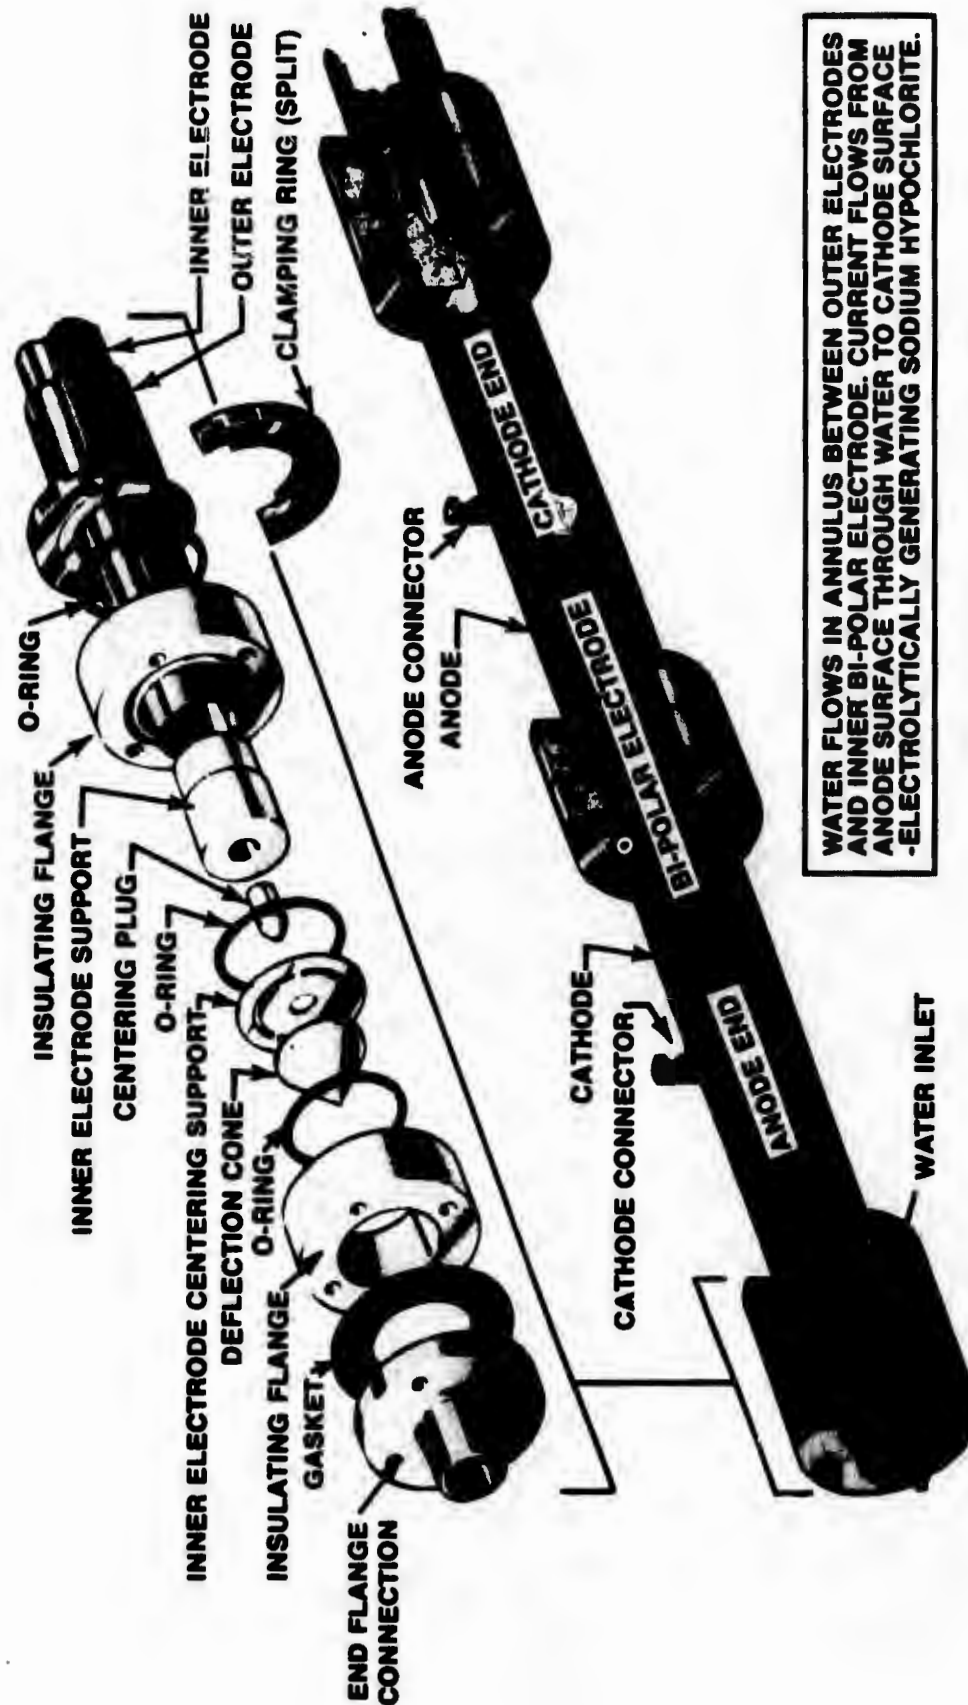 INSULATING FLANGE
O-RING
INNER ELECTRODE SUPPORT
CENTERING PLUG
O-RING
INNER ELECTRODE CENTERING SUPPORT
DEFLECTION CONE
O-RING
INSULATING FLANGE
GASKET
END FLANGE
CONNECTION
INNER ELECTRODE
OUTER ELECTRODE
CLAMPING RING (SPLIT)
ANODE CONNECTOR
ANODE
CATHODE
CATHODE CONNECTOR
CATHODE END
BI-POLAR ELECTRODE
ANODE END
WATER INLET
WATER FLOWS IN ANNULUS BETWEEN OUTER ELECTRODES
AND INNER BI-POLAR ELECTRODE. CURRENT FLOWS FROM
ANODE SURFACE THROUGH WATER TO CATHODE SURFACE
-ELECTROLYTICALLY GENERATING SODIUM HYPOCHLORITE.